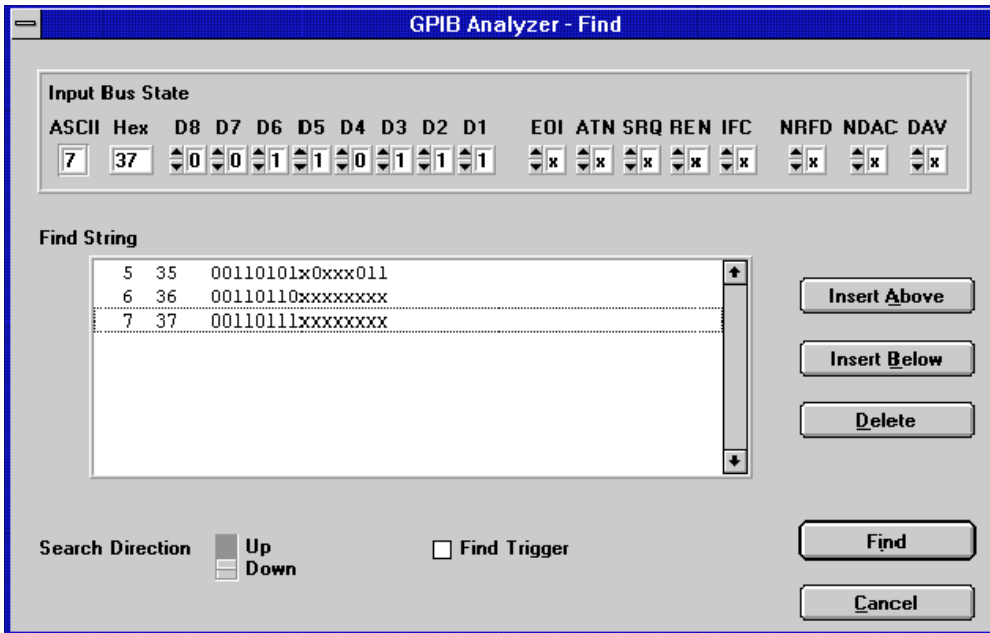 GPIB Analyzer - Find
Input Bus State
ASCII Hex D8 D7 D6 D5 D4 D3 D2 D1 EOI ATN SRQ REN IFC NRFD NDAC DAV
7 37 0 0 1 1 0 1 1 1 x x x x x x x x
Find String
5 35 00110101x0xxx011
6 36 00110110xxxxxxxx
7 37 00110111xxxxxxxx
Insert Above
Insert Below
Delete
Search Direction Up
Down
Find Trigger
Find
Cancel